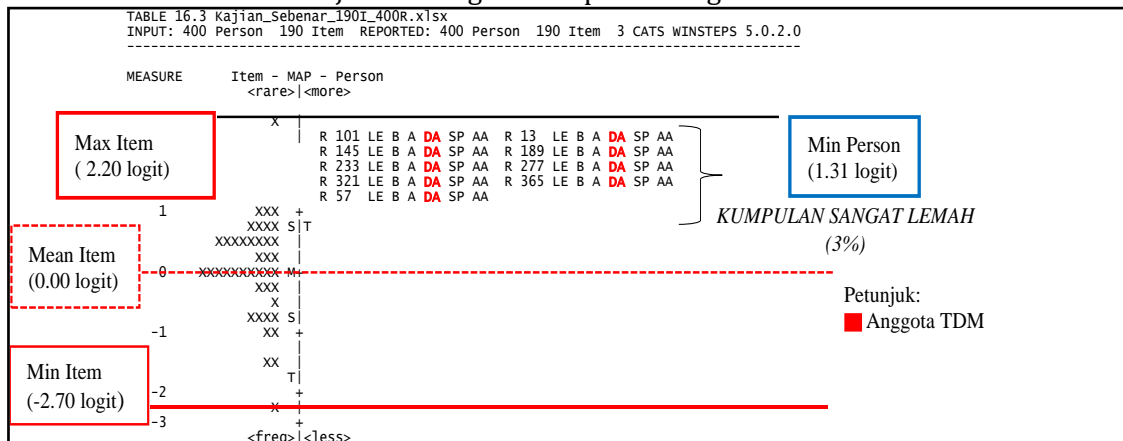 TABLE 16.3 Kajian_Sebenar_190I_400R.xlsx
INPUT: 400 Person 190 Item REPORTED: 400 Person 190 Item 3 CATS WINSTEPS 5.0.2.0
--------------------------------------------------------------------------------
MEASURE Item - MAP - Person
<rare>|<more>
X |
Max Item
( 2.20 logit)
| R 101 LE B A DA SP AA R 13 LE B A DA SP AA
R 145 LE B A DA SP AA R 189 LE B A DA SP AA
R 233 LE B A DA SP AA R 277 LE B A DA SP AA
R 321 LE B A DA SP AA R 365 LE B A DA SP AA
R 57 LE B A DA SP AA
Min Person
(1.31 logit)
KUMPULAN SANGAT LEMAH
(3%)
1 XXX +
XXXX S|T
XXXXXXXX |
XXX |
Mean Item
(0.00 logit)
0 XXXXXXXXXX M+
XXX |
X |
XXXX S|
-1 XX +
Petunjuk:
Anggota TDM
XX |
T|
Min Item
(-2.70 logit)
-2 +
X |
-3 +
<freq>|<less>